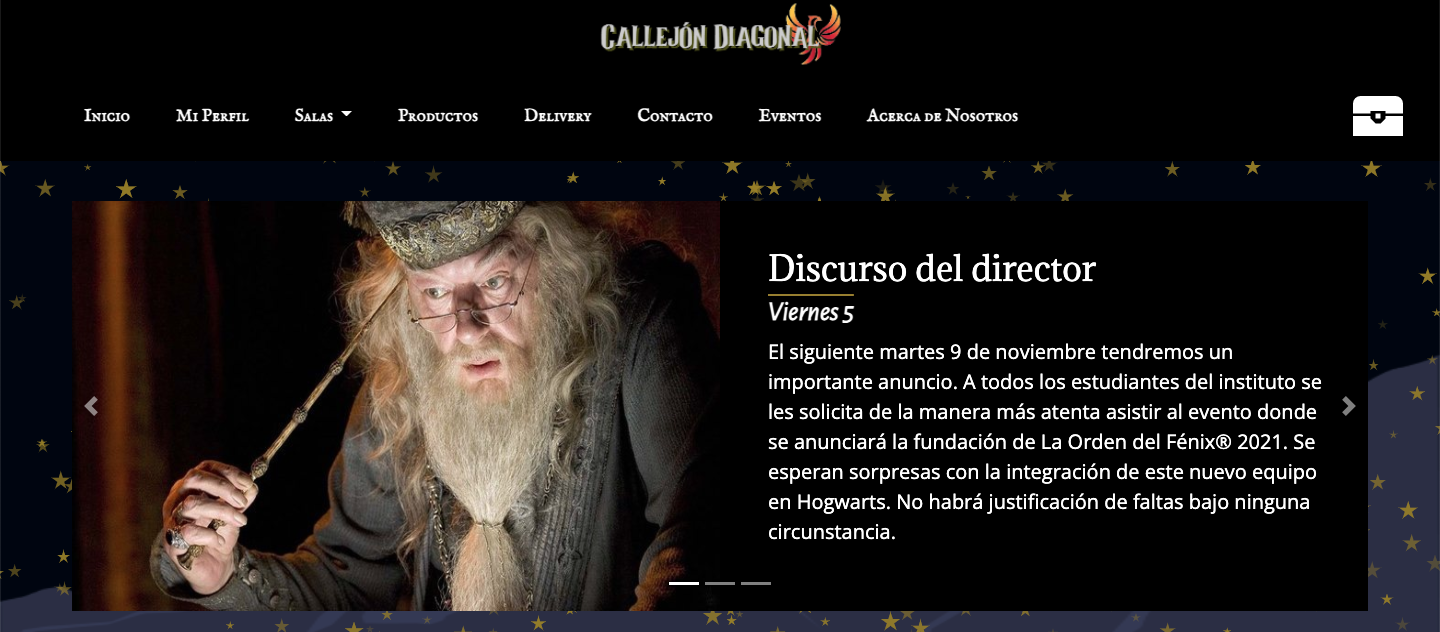 Callejón Diagonal
Inicio Mi Perfil Salas Productos Delivery Contacto Eventos Acerca de Nosotros
Discurso del director
Viernes 5
El siguiente martes 9 de noviembre tendremos un
importante anuncio. A todos los estudiantes del instituto se
les solicita de la manera más atenta asistir al evento donde
se anunciará la fundación de La Orden del Fénix® 2021. Se
esperan sorpresas con la integración de este nuevo equipo
en Hogwarts. No habrá justificación de faltas bajo ninguna
circunstancia.